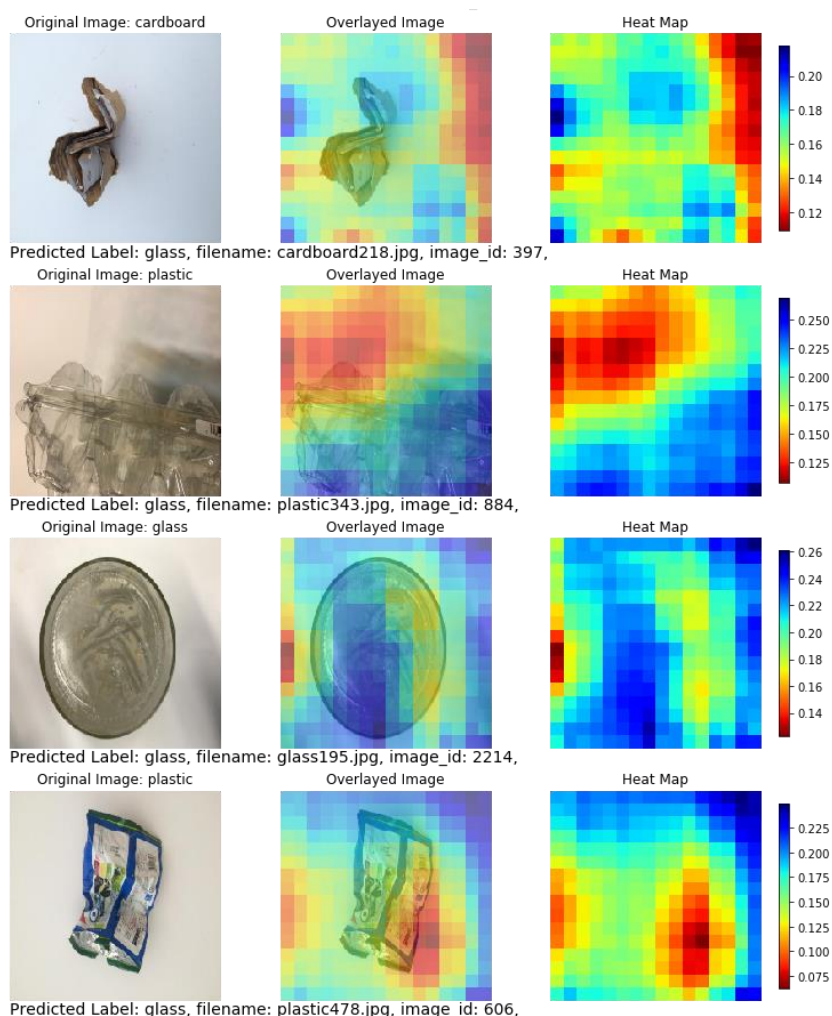 Original Image: cardboard
Overlayed Image
Heat Map
0.20
0.18
0.16
0.14
0.12
Predicted Label: glass, filename: cardboard218.jpg, image_id: 397,
Original Image: plastic
Overlayed Image
Heat Map
0.250
0.225
0.200
0.175
0.150
0.125
Predicted Label: glass, filename: plastic343.jpg, image_id: 884,
Original Image: glass
Overlayed Image
Heat Map
0.26
0.24
0.22
0.20
0.18
0.16
0.14
Predicted Label: glass, filename: glass195.jpg, image_id: 2214,
Original Image: plastic
Overlayed Image
Heat Map
0.225
0.200
0.175
0.150
0.125
0.100
0.075
Predicted Label: glass, filename: plastic478.jpg, image_id: 606,